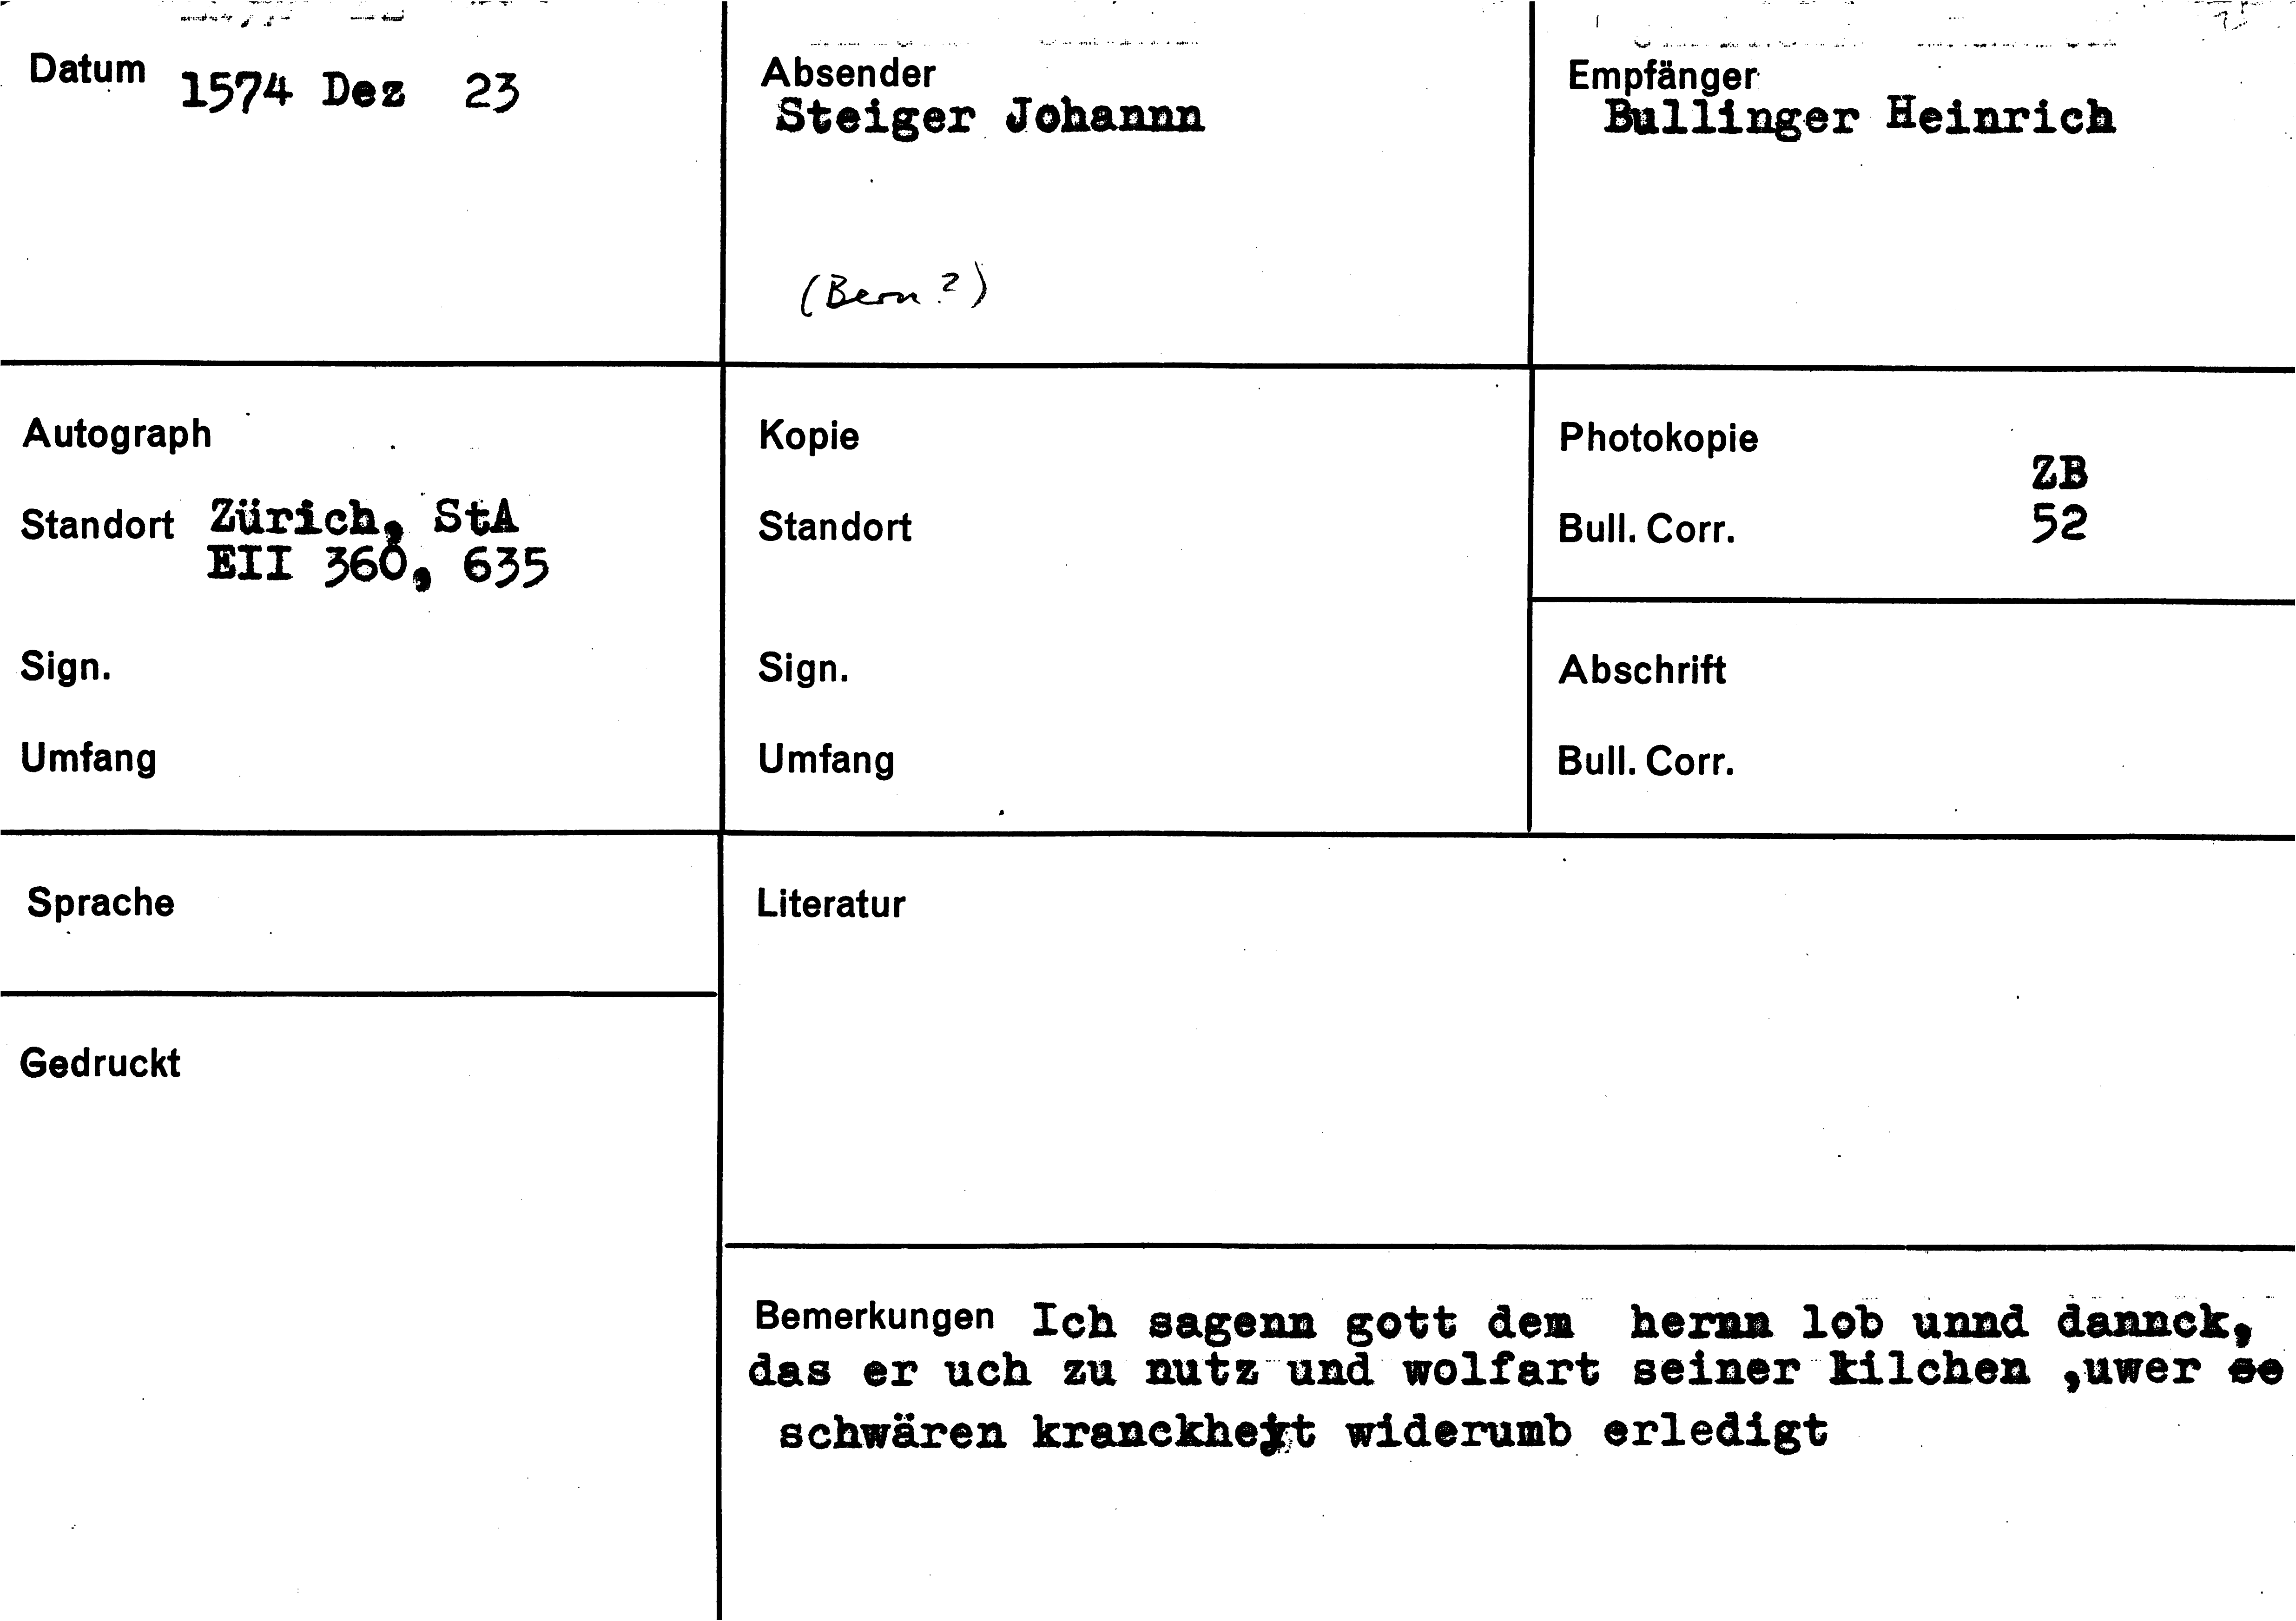 Datum 1574 Dez 23
Absender
Steiger Johannn
(Bern?)
Empfänger
Bullinger Heinrich
Autograph
Standort Zürich, StA
EII 360, 635
Sign.
Umfang
Kopie
Standort
Sign.
Umfang
Photokopie
ZB
Bull. Corr. 52
Abschrift
Bull. Corr.
Sprache
Literatur
Gedruckt
Bemerkungen Ich sagenn gott dem hernn lob unnd dannck,
das er uch zu nutz und wolfart seiner kilchen ,uwer se
schwären kranckheyt widerumb erledigt